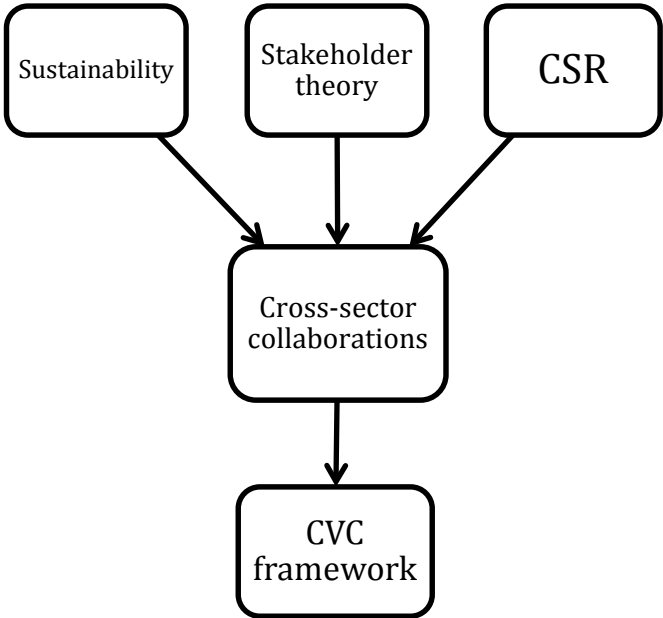 Sustainability
Stakeholder
theory
CSR
Cross-sector
collaborations
CVC
framework